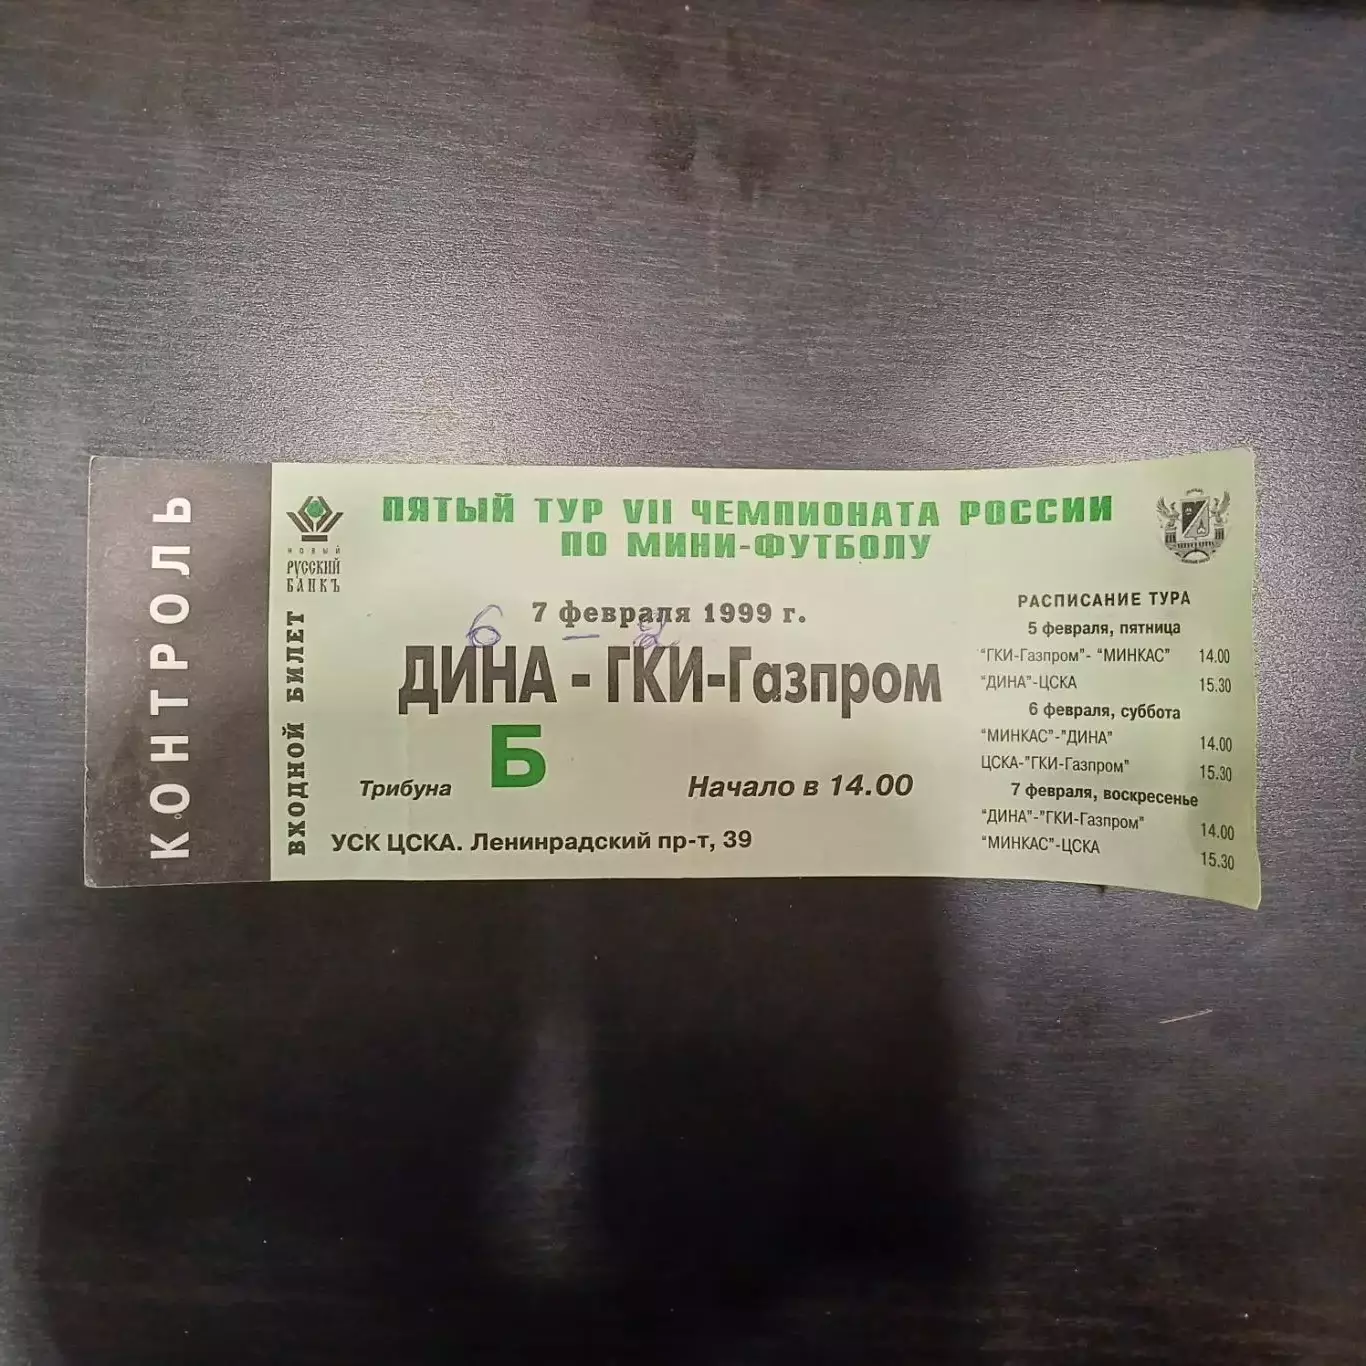 КОНТРОЛЬ
НОВЫЙ
РУССКИЙ
БАНКЪ
ВХОДНОЙ БИЛЕТ
ПЯТЫЙ ТУР VII ЧЕМПИОНАТА РОССИИ
ПО МИНИ-ФУТБОЛУ
7 февраля 1999 г.
6 - 2
ДИНА - ГКИ-Газпром
Трибуна Б Начало в 14.00
УСК ЦСКА. Ленинградский пр-т, 39
РАСПИСАНИЕ ТУРА
5 февраля, пятница
"ГКИ-Газпром"- "МИНКАС" 14.00
"ДИНА"-ЦСКА 15.30
6 февраля, суббота
"МИНКАС"-"ДИНА" 14.00
ЦСКА-"ГКИ-Газпром" 15.30
7 февраля, воскресенье
"ДИНА"-"ГКИ-Газпром" 14.00
"МИНКАС"-ЦСКА 15.30